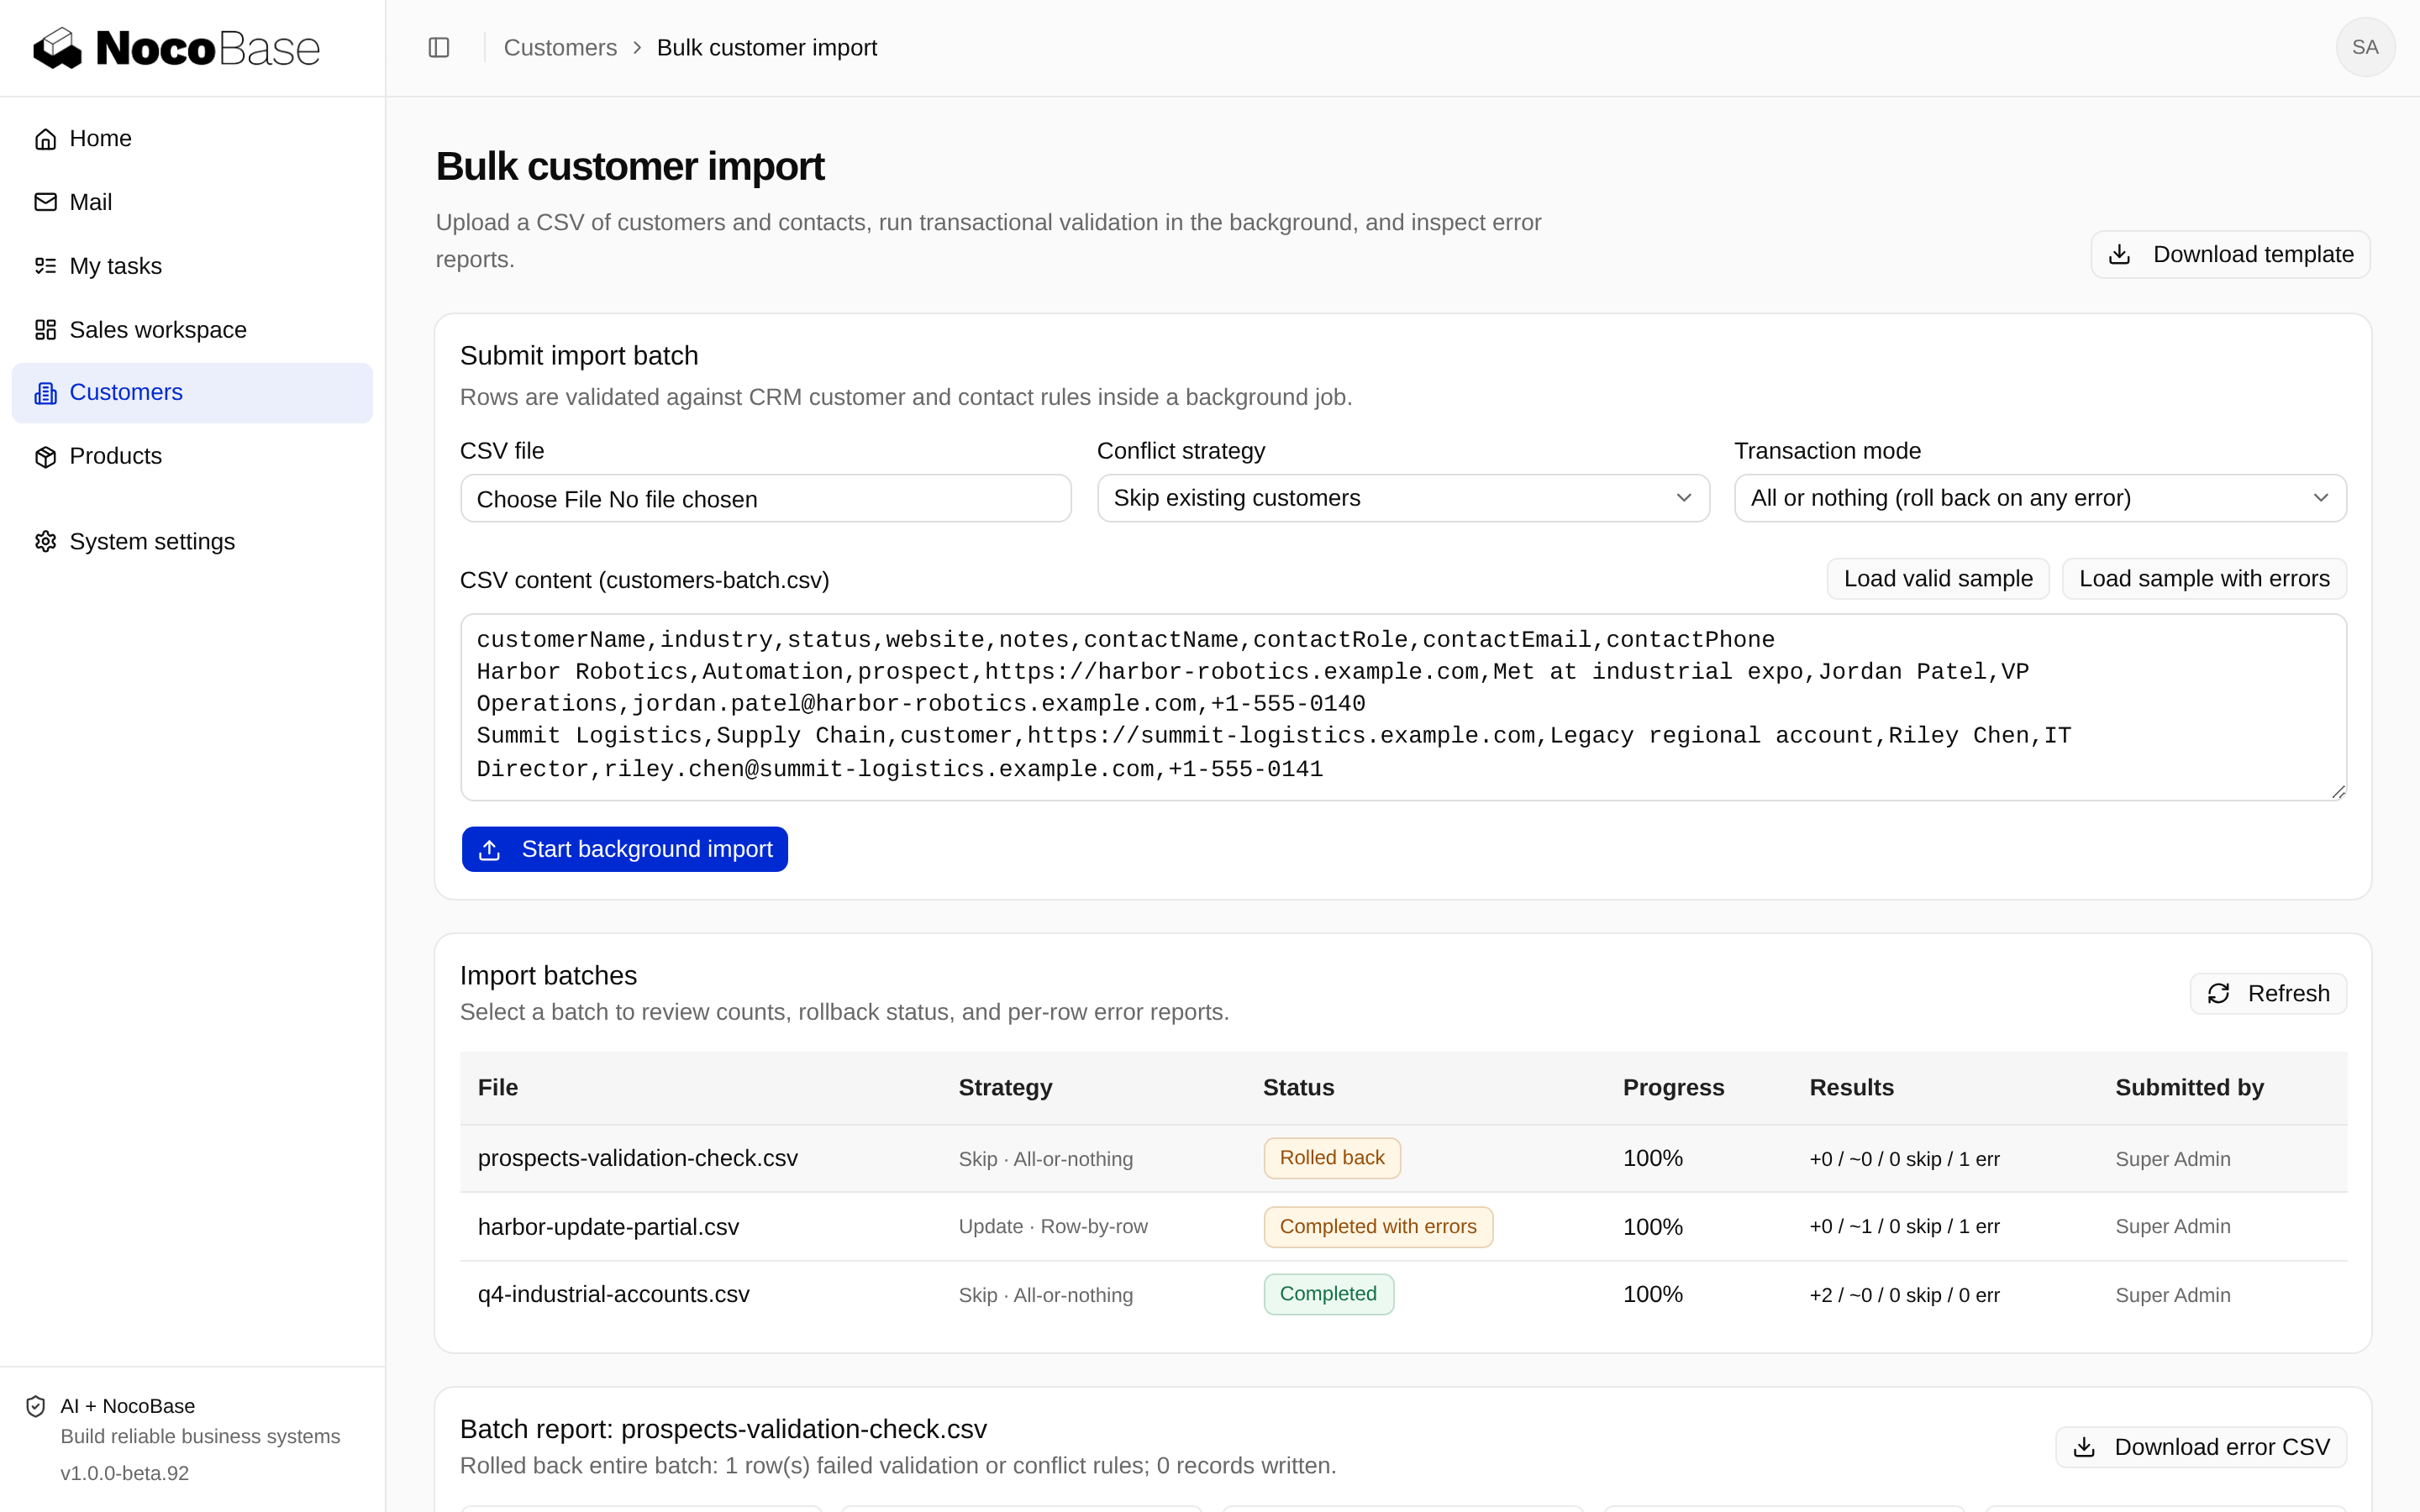 NocoBase
Customers > Bulk customer import
SA
Home
Mail
My tasks
Sales workspace
Customers
Products
System settings
AI + NocoBase
Build reliable business systems
v1.0.0-beta.92
Bulk customer import
Upload a CSV of customers and contacts, run transactional validation in the background, and inspect error
reports.
Download template
Submit import batch
Rows are validated against CRM customer and contact rules inside a background job.
CSV file
Conflict strategy
Transaction mode
Choose File No file chosen
Skip existing customers
All or nothing (roll back on any error)
CSV content (customers-batch.csv)
Load valid sample
Load sample with errors
customerName,industry,status,website,notes,contactName,contactRole,contactEmail,contactPhone
Harbor Robotics,Automation,prospect,https://harbor-robotics.example.com,Met at industrial expo,Jordan Patel,VP
Operations,jordan.patel@harbor-robotics.example.com,+1-555-0140
Summit Logistics,Supply Chain,customer,https://summit-logistics.example.com,Legacy regional account,Riley Chen,IT
Director,riley.chen@summit-logistics.example.com,+1-555-0141
Start background import
Import batches
Select a batch to review counts, rollback status, and per-row error reports.
Refresh
File Strategy Status Progress Results Submitted by
prospects-validation-check.csv Skip · All-or-nothing Rolled back 100% +0 / ~0 / 0 skip / 1 err Super Admin
harbor-update-partial.csv Update · Row-by-row Completed with errors 100% +0 / ~1 / 0 skip / 1 err Super Admin
q4-industrial-accounts.csv Skip · All-or-nothing Completed 100% +2 / ~0 / 0 skip / 0 err Super Admin
Batch report: prospects-validation-check.csv
Rolled back entire batch: 1 row(s) failed validation or conflict rules; 0 records written.
Download error CSV